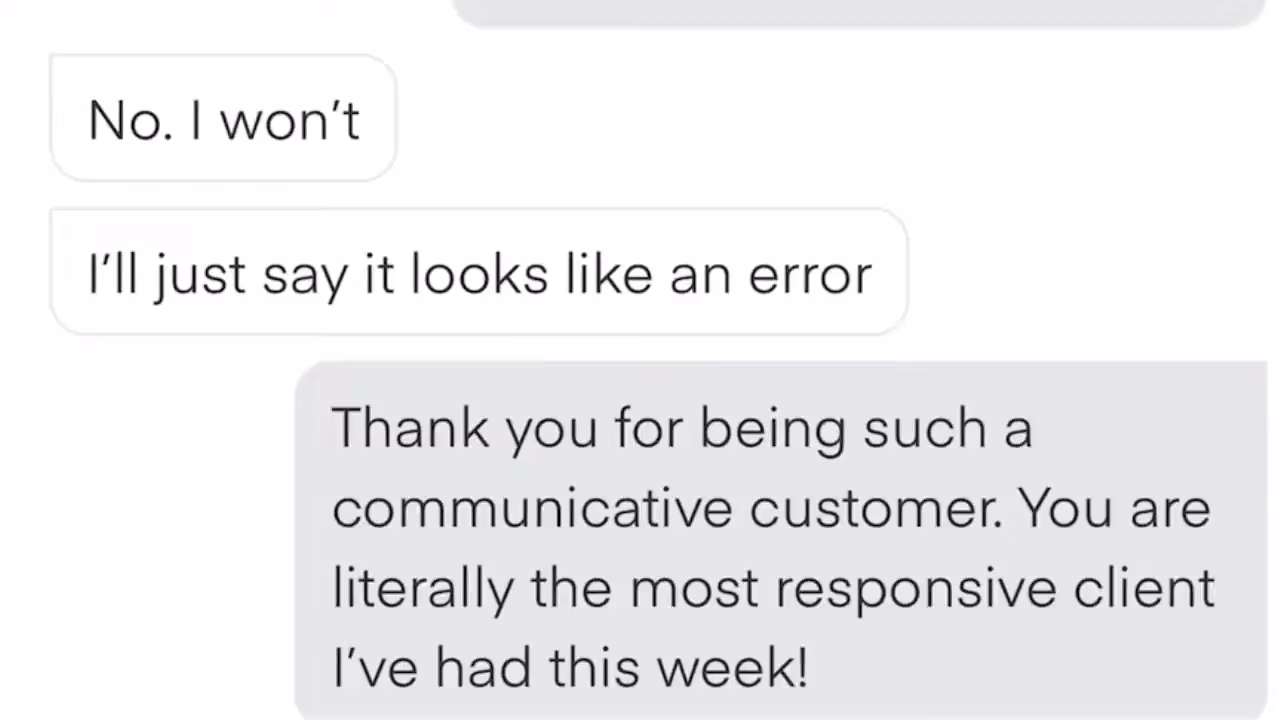 No. I won’t
I’ll just say it looks like an error
Thank you for being such a
communicative customer. You are
literally the most responsive client
I’ve had this week!